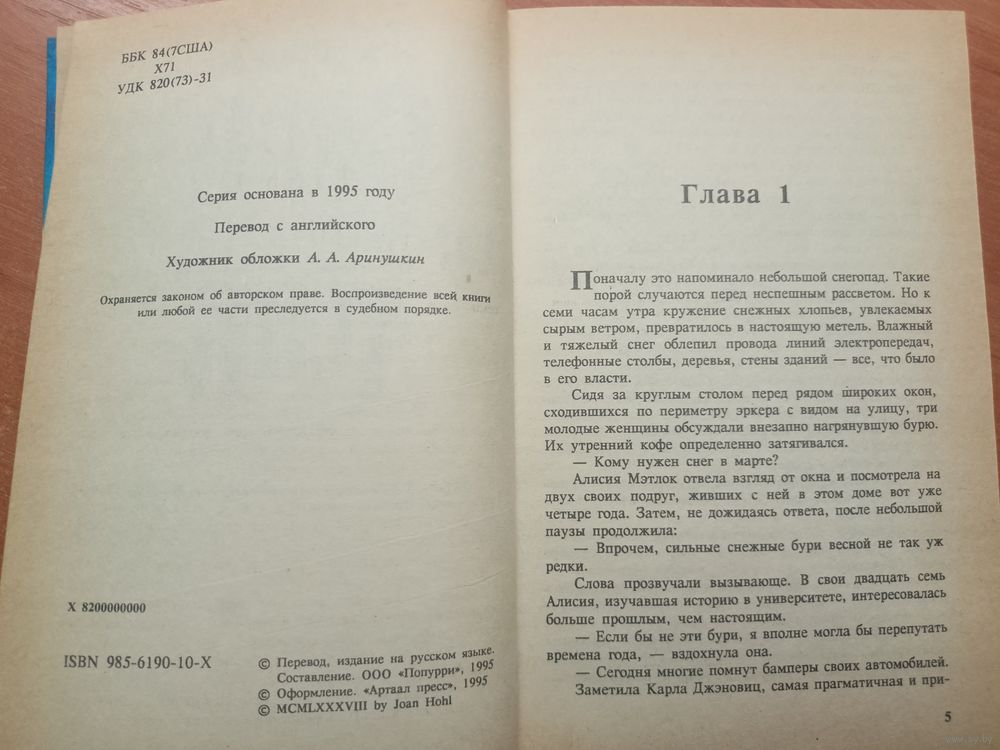 ББК 84(7США)
Х71
УДК 820(73)-31
Серия основана в 1995 году
Перевод с английского
Художник обложки А. А. Аринушкин
Охраняется законом об авторском праве. Воспроизведение всей книги
или любой ее части преследуется в судебном порядке.
Х 8200000000
ISBN 985-6190-10-X
© Перевод, издание на русском языке.
Составление. ООО «Попурри», 1995
© Оформление. «Артаал пресс», 1995
© MCMLXXXVIII by Joan Hohl
Глава 1
Поначалу это напоминало небольшой снегопад. Такие
порой случаются перед неспешным рассветом. Но к
семи часам утра кружение снежных хлопьев, увлекаемых
сырым ветром, превратилось в настоящую метель. Влажный
и тяжелый снег облепил провода линий электропередач,
телефонные столбы, деревья, стены зданий — все, что было
в его власти.
Сидя за круглым столом перед рядом широких окон,
сходившихся по периметру эркера с видом на улицу, три
молодые женщины обсуждали внезапно нагрянувшую бурю.
Их утренний кофе определенно затягивался.
— Кому нужен снег в марте?
Алисия Мэтлок отвела взгляд от окна и посмотрела на
двух своих подруг, живших с ней в этом доме вот уже
четыре года. Затем, не дожидаясь ответа, после небольшой
паузы продолжила:
— Впрочем, сильные снежные бури весной не так уж
редки.
Слова прозвучали вызывающе. В свои двадцать семь
Алисия, изучавшая историю в университете, интересовалась
больше прошлым, чем настоящим.
— Если бы не эти бури, я вполне могла бы перепутать
времена года, — вздохнула она.
— Сегодня многие помнут бамперы своих автомобилей.
Заметила Карла Джэновиц, самая прагматичная и при-
5
www.ay.by